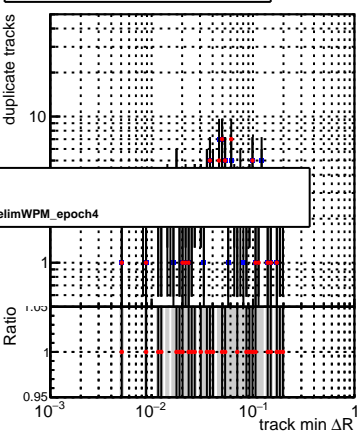 duplicate tracks
10
elimWPM_epoch4
1
1.05
Ratio
1
0.95
10−3
10−2
10−1
1
track min ΔR